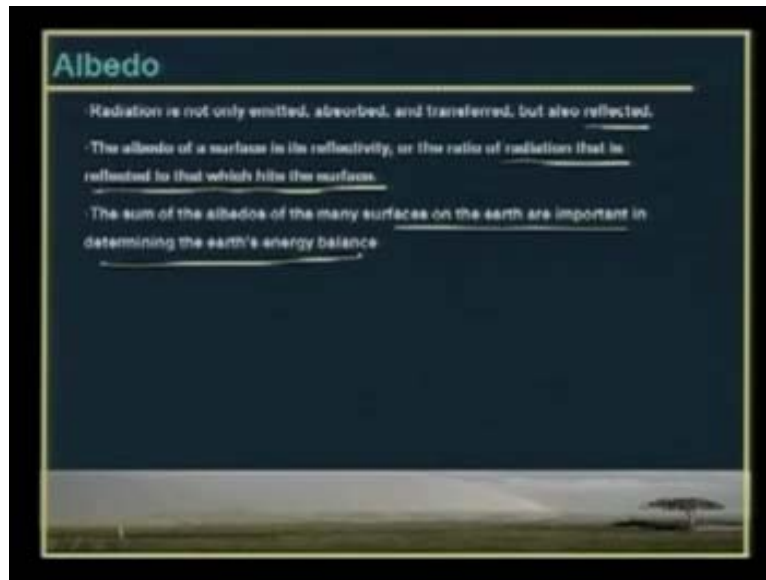 Albedo
·Radiation is not only emitted, absorbed, and transferred, but also reflected.
·The albedo of a surface is its reflectivity, or the ratio of radiation that is
reflected to that which hits the surface.
·The sum of the albedos of the many surfaces on the earth are important in
determining the earth's energy balance